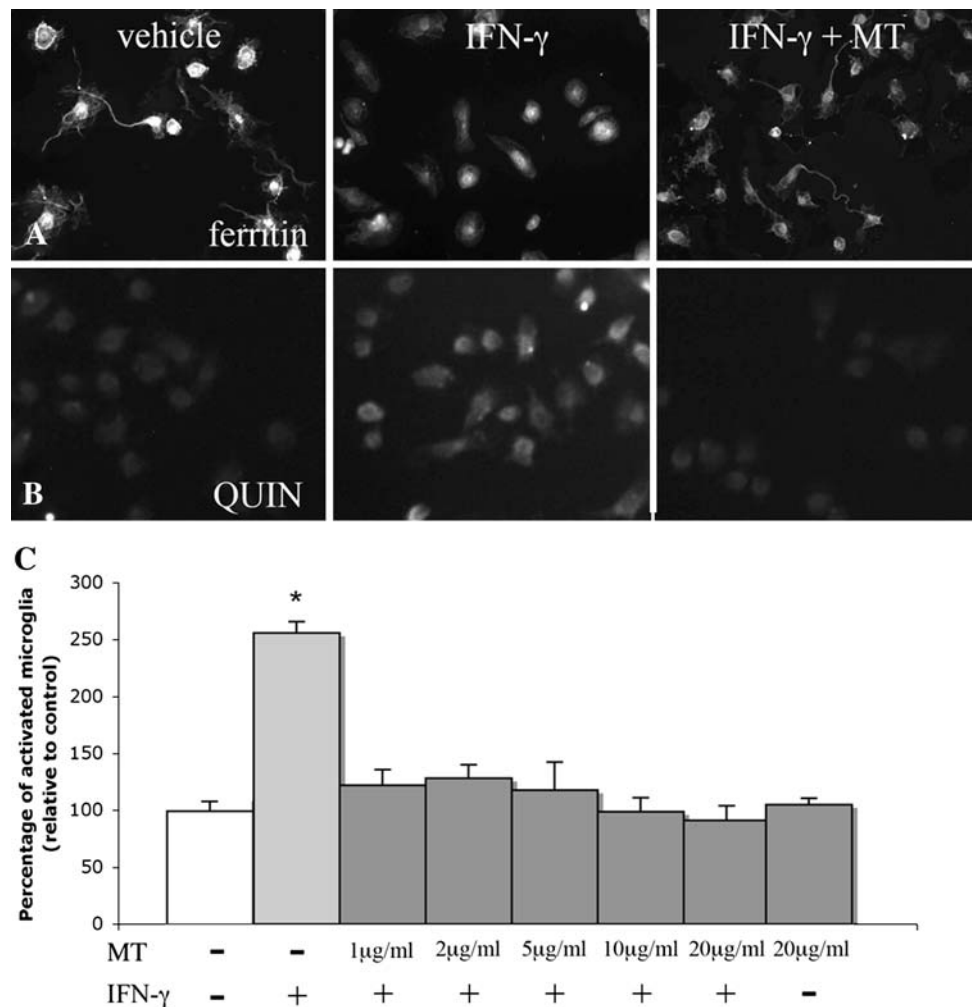 vehicle IFN-γ IFN-γ + MT
A ferritin
B QUIN
C
Percentage of activated microglia
(relative to control)
300
250
200
150
100
50
0
*
MT - - 1μg/ml 2μg/ml 5μg/ml 10μg/ml 20μg/ml 20μg/ml
IFN-γ - + + + + + + -